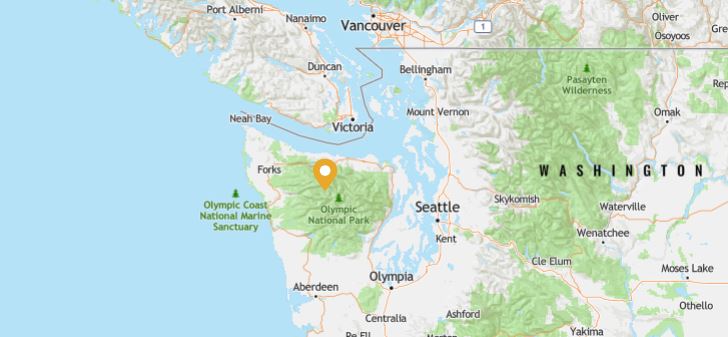 Port Alberni
Nanaimo
Vancouver
1
Oliver
Osoyoos
Gre
Duncan
Bellingham
Pasayten
Wilderness
Rep
Neah Bay
Victoria
Mount Vernon
Omak
Forks
WASHINGTON
Olympic Coast
National Marine
Sanctuary
Olympic
National Park
Seattle
Skykomish
Waterville
Kent
Wenatchee
Cle Elum
Moses Lake
Olympia
Aberdeen
Othello
Centralia
Ashford
Yakima